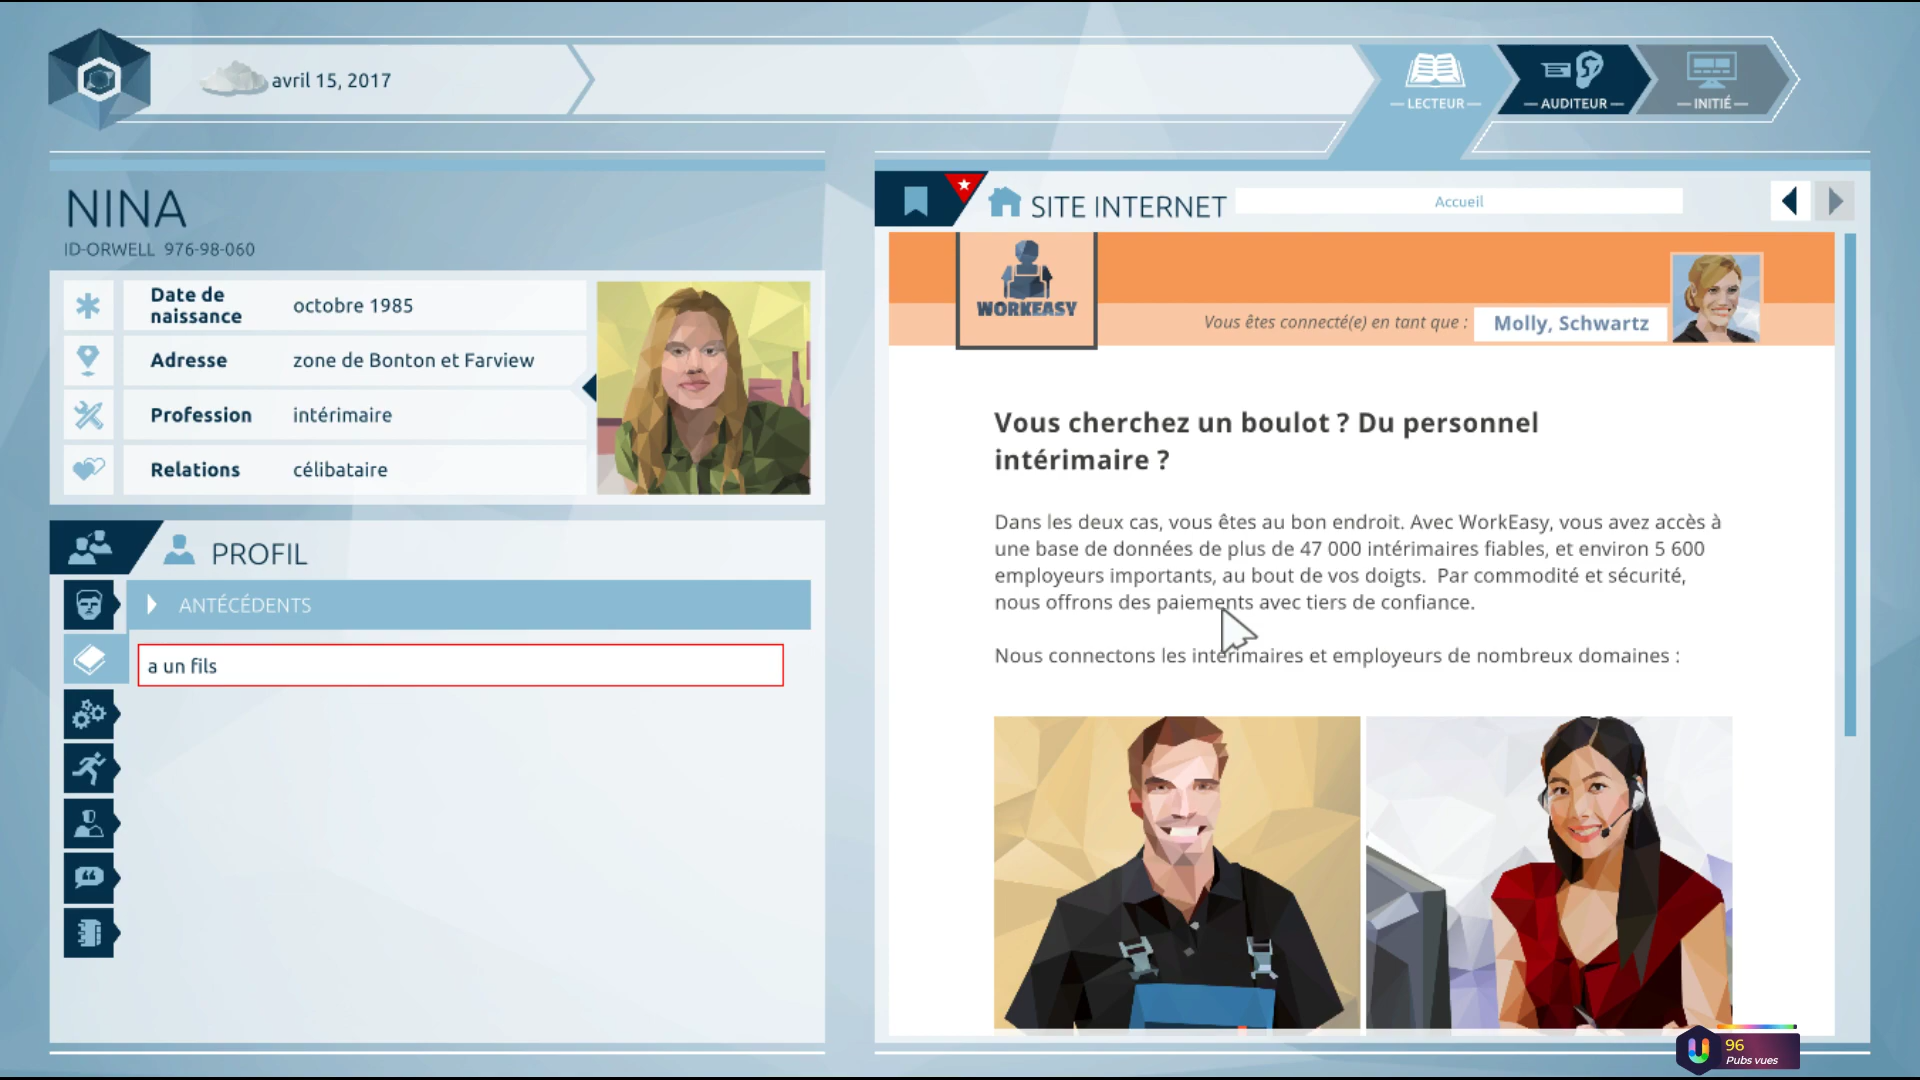 avril 15, 2017
LECTEUR
AUDITEUR
INITIÉ
NINA
ID-ORWELL 976-98-060
Date de
naissance
octobre 1985
Adresse
zone de Bonton et Farview
Profession
intérimaire
Relations
célibataire
PROFIL
ANTÉCÉDENTS
a un fils
SITE INTERNET
Accueil
WORKEASY
Vous êtes connecté(e) en tant que :
Molly, Schwartz
Vous cherchez un boulot ? Du personnel
intérimaire ?
Dans les deux cas, vous êtes au bon endroit. Avec WorkEasy, vous avez accès à
une base de données de plus de 47 000 intérimaires fiables, et environ 5 600
employeurs importants, au bout de vos doigts. Par commodité et sécurité,
nous offrons des paiements avec tiers de confiance.
Nous connectons les intérimaires et employeurs de nombreux domaines :
96
Pubs vues